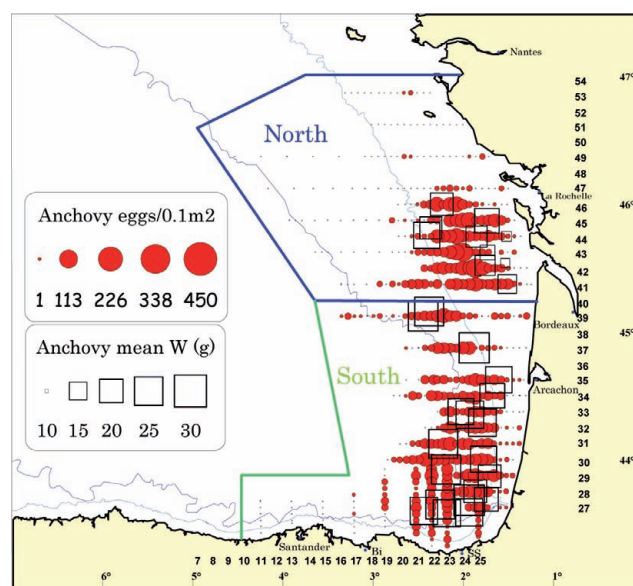 Nantes
47°
54
53
52
51
50
49
48
47
North
La Rochelle
46
45
46°
44
43
42
41
40
Bordeaux
39
38
45°
37
36
35
Arcachon
34
33
32
31
30
44°
29
28
27
South
Anchovy eggs/0.1m2
1 113 226 338 450
Anchovy mean W (g)
10 15 20 25 30
Santander
Bi
SS
7 8 9 10 11 12 13 14 15 16 17 18 19 20 21 22 23 24 25
6° 5° 4° 3° 2° 1°